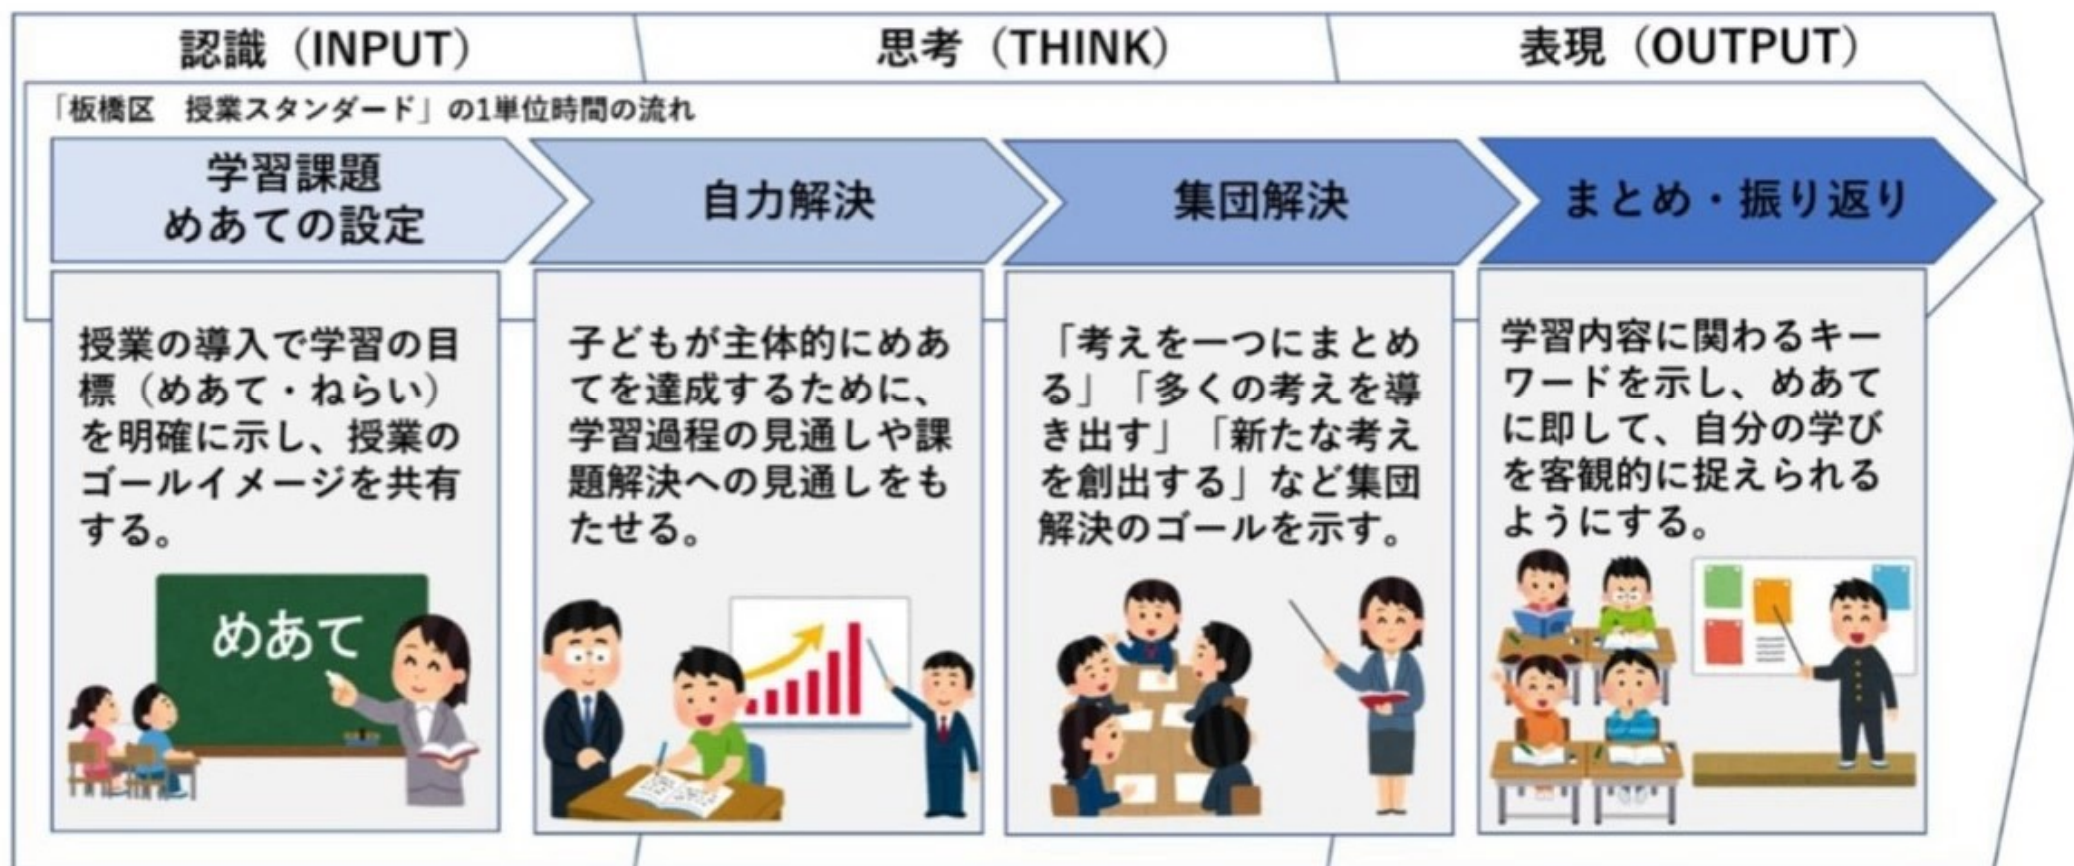 認識（INPUT）
思考（THINK）
表現（OUTPUT）
「板橋区　授業スタンダード」の1単位時間の流れ
学習課題
めあての設定
自力解決
集団解決
まとめ・振り返り
授業の導入で学習の目
標（めあて・ねらい）
を明確に示し、授業の
ゴールイメージを共有
する。
めあて
子どもが主体的にめあ
てを達成するために、
学習過程の見通しや課
題解決への見通しをも
たせる。
「考えを一つにまとめ
る」「多くの考えを導
き出す」「新たな考え
を創出する」など集団
解決のゴールを示す。
学習内容に関わるキー
ワードを示し、めあて
に即して、自分の学び
を客観的に捉えられる
ようにする。